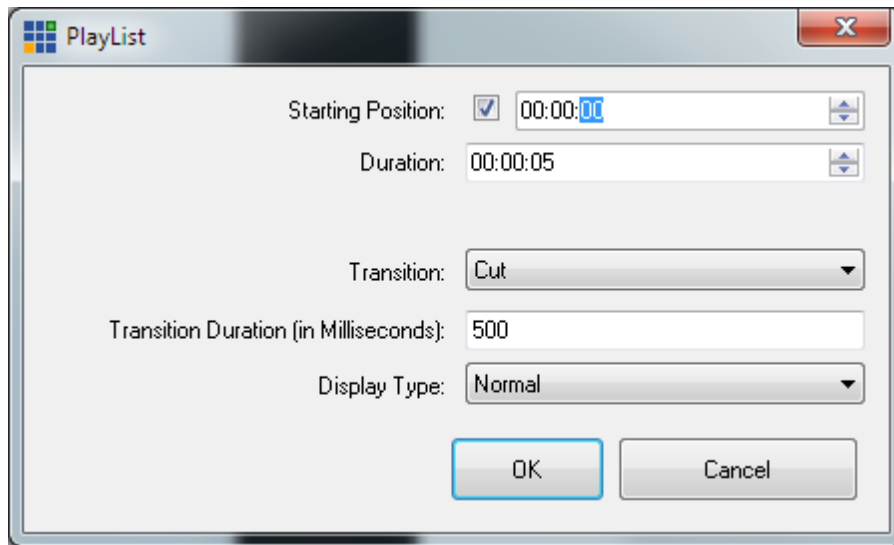 PlayList
Starting Position: 00:00:00
Duration: 00:00:05
Transition: Cut
Transition Duration (in Milliseconds): 500
Display Type: Normal
OK Cancel